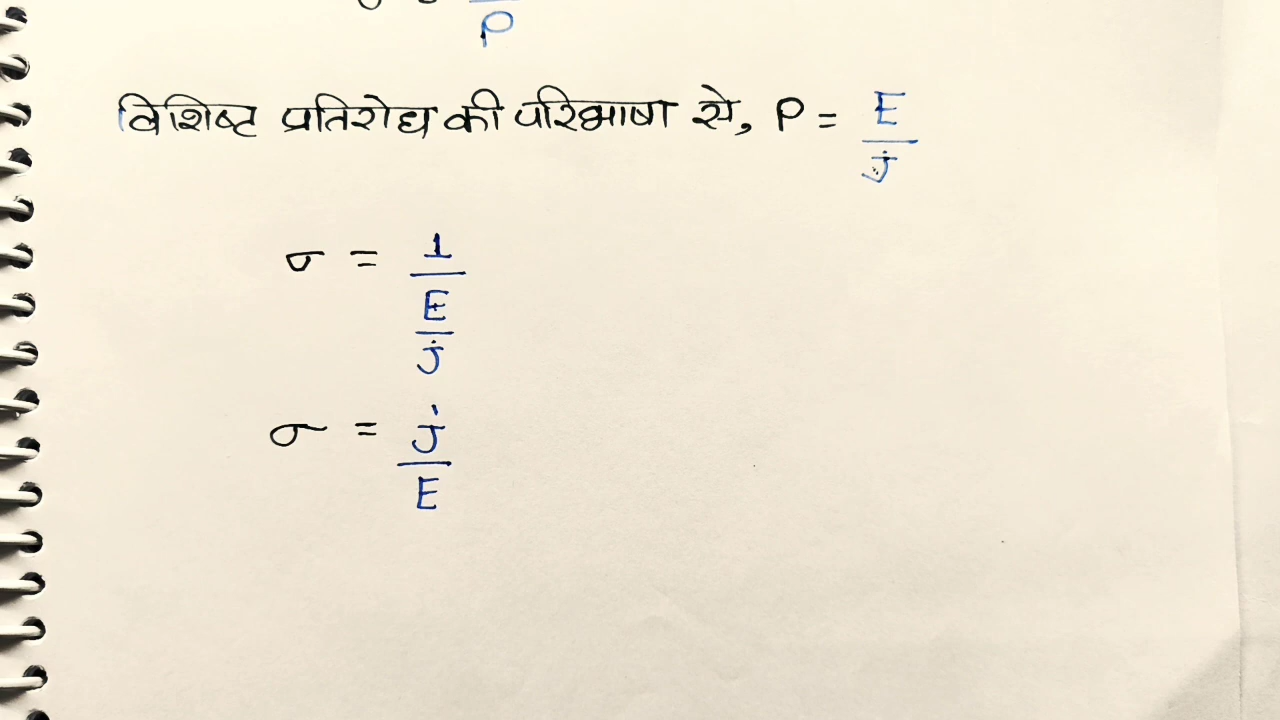 ρ
विशिष्ट प्रतिरोध की परिभाषा से, ρ = E/j
σ = 1/(E/j)
σ = j/E